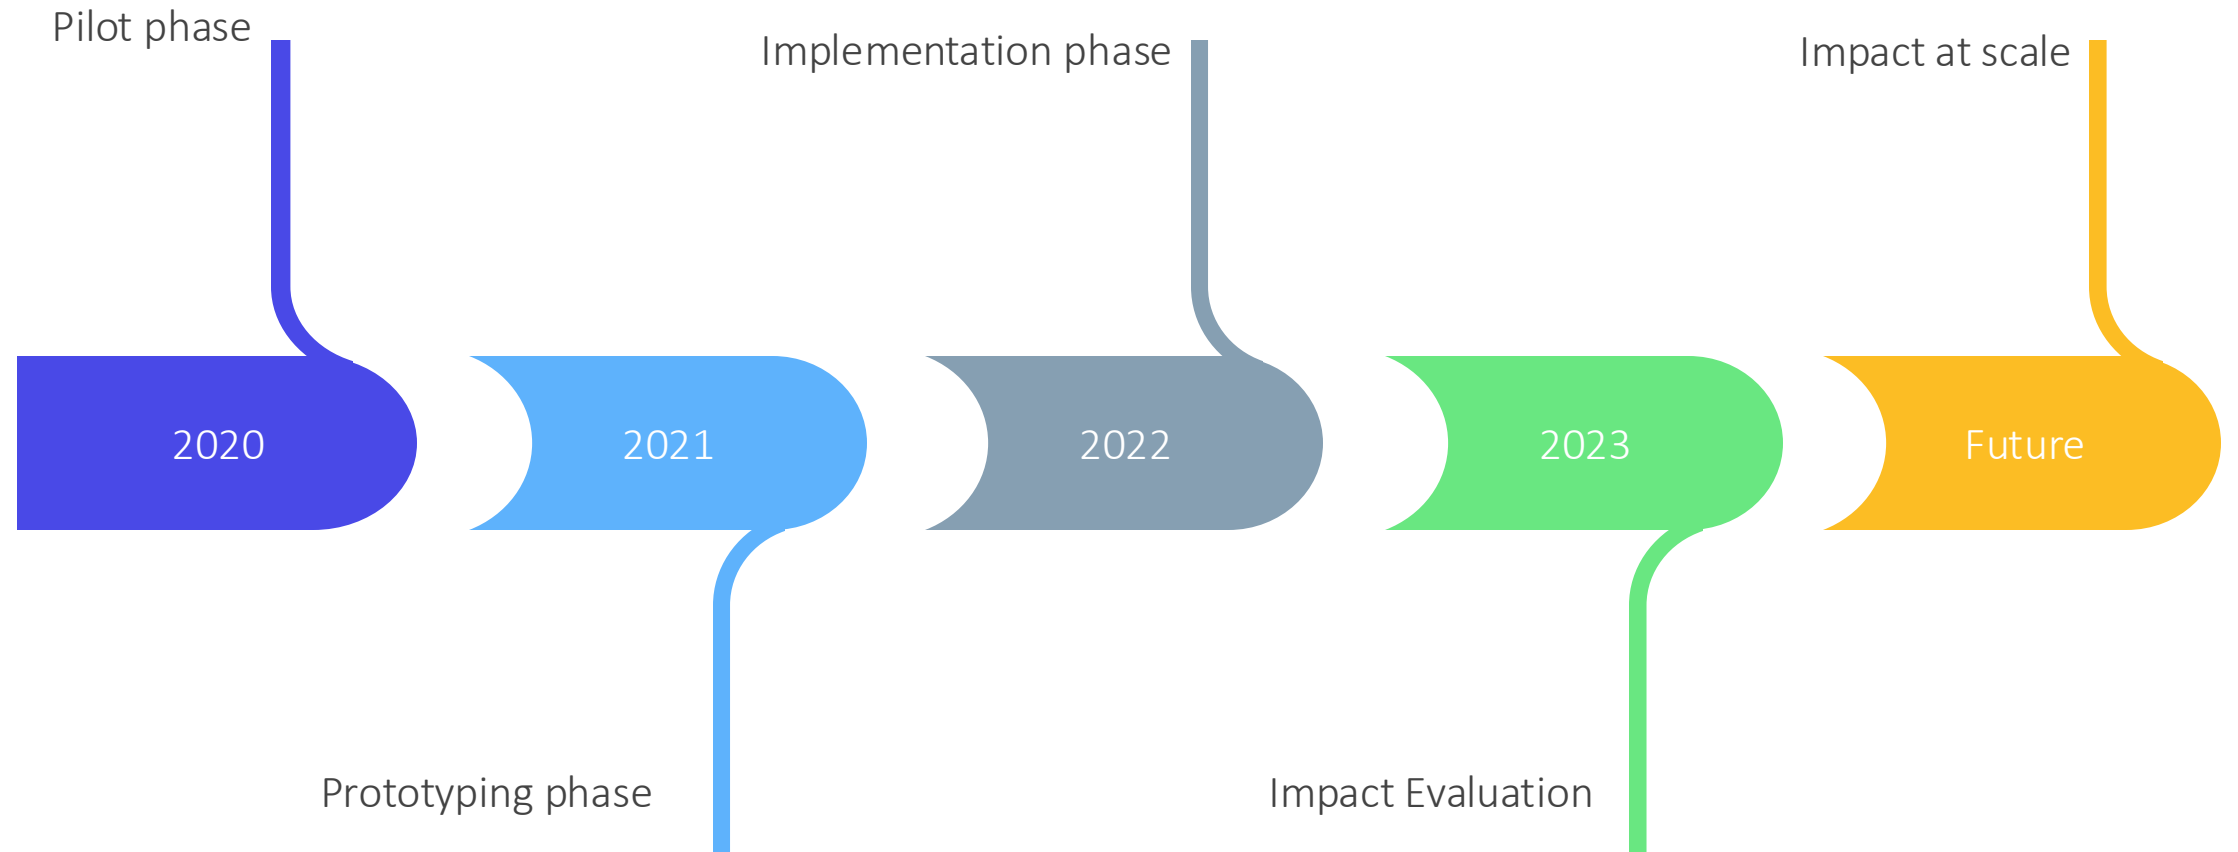 Pilot phase
Implementation phase
Impact at scale
2020
2021
2022
2023
Future
Prototyping phase
Impact Evaluation